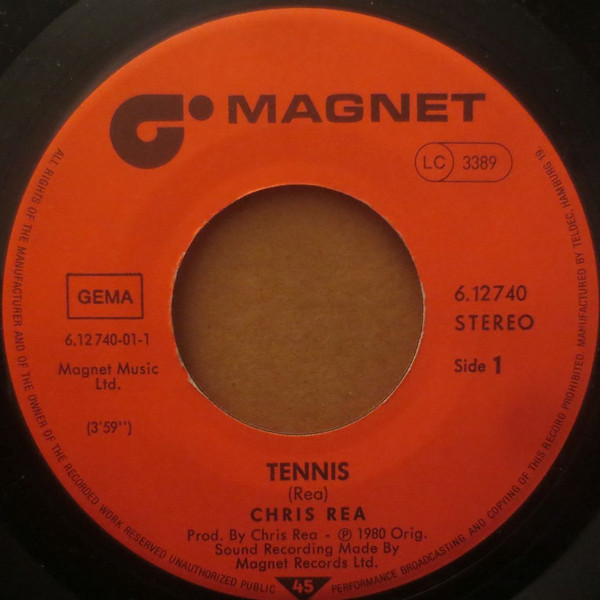 MAGNET
LC 3389
GEMA
6.12740-01-1
Magnet Music
Ltd.
(3'59'')
6.12740
STEREO
Side 1
TENNIS
(Rea)
CHRIS REA
Prod. By Chris Rea - ℗ 1980 Orig.
Sound Recording Made By
Magnet Records Ltd.
45
ALL RIGHTS OF THE MANUFACTURER AND OF THE OWNER OF THE RECORDED WORK RESERVED UNAUTHORIZED PUBLIC PERFORMANCE BROADCASTING AND COPYING OF THIS RECORD PROHIBITED. MANUFACTURED BY TELDEC, HAMBURG 19.